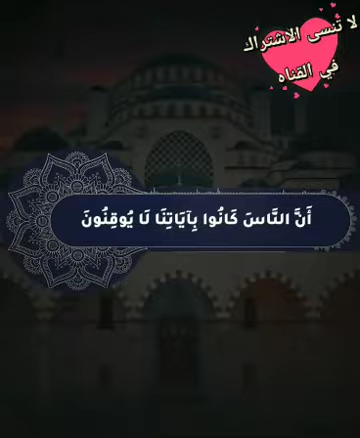 لا تنسى الاشتراك
في القناه
أَنَّ النَّاسَ كَانُوا بِآيَاتِنَا لَا يُوقِنُونَ